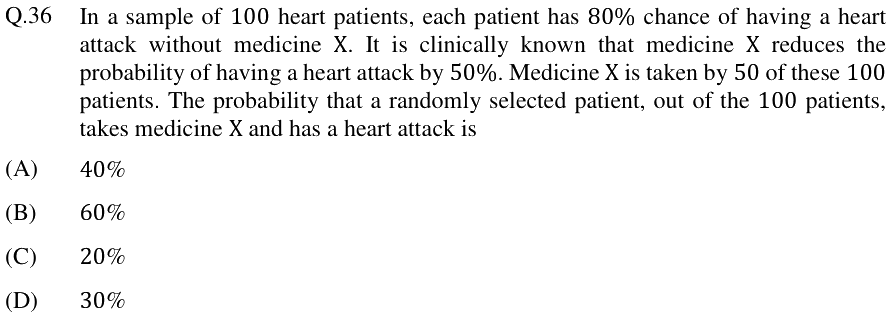 Q.36 In a sample of 100 heart patients, each patient has 80% chance of having a heart
attack without medicine X. It is clinically known that medicine X reduces the
probability of having a heart attack by 50%. Medicine X is taken by 50 of these 100
patients. The probability that a randomly selected patient, out of the 100 patients,
takes medicine X and has a heart attack is
(A) 40%
(B) 60%
(C) 20%
(D) 30%